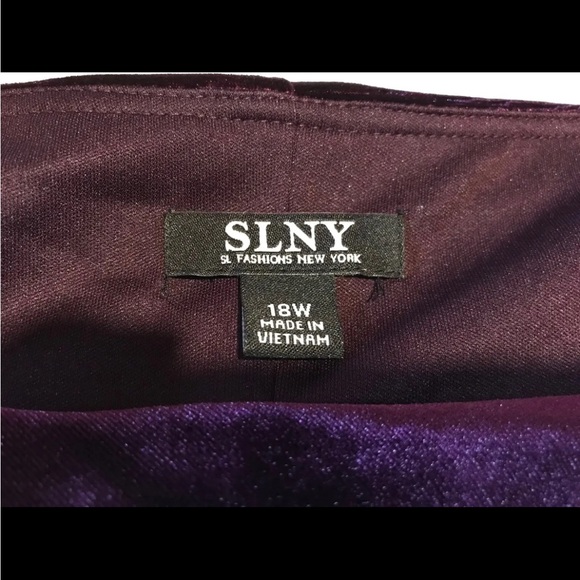 SLNY
SL FASHIONS NEW YORK
18W
MADE IN
VIETNAM